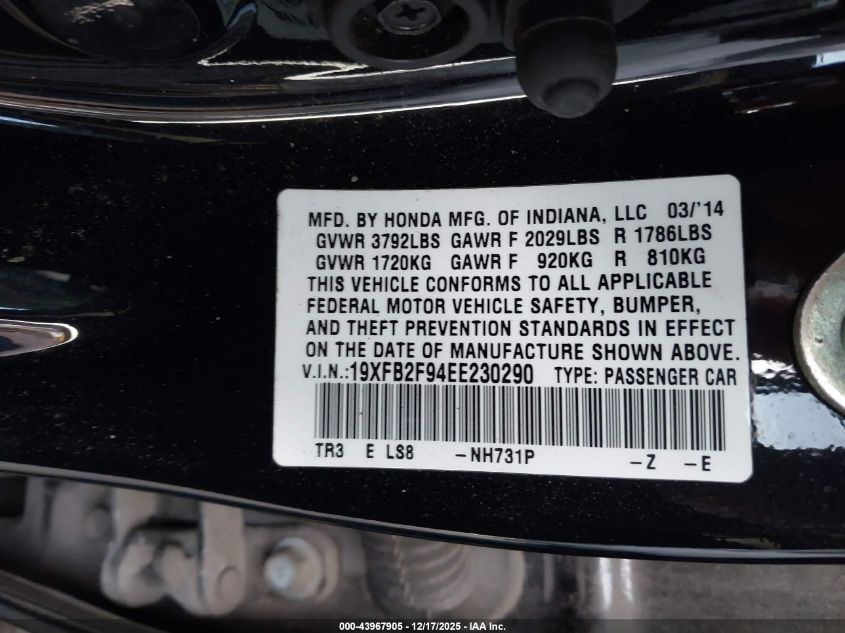 MFD. BY HONDA MFG. OF INDIANA, LLC 03/'14
GVWR 3792LBS GAWR F 2029LBS R 1786LBS
GVWR 1720KG GAWR F 920KG R 810KG
THIS VEHICLE CONFORMS TO ALL APPLICABLE
FEDERAL MOTOR VEHICLE SAFETY, BUMPER,
AND THEFT PREVENTION STANDARDS IN EFFECT
ON THE DATE OF MANUFACTURE SHOWN ABOVE.
V.I.N.:19XFB2F94EE230290 TYPE: PASSENGER CAR
TR3 E LS8 -NH731P -Z -E
000-43967905 - 12/17/2025 - IAA Inc.